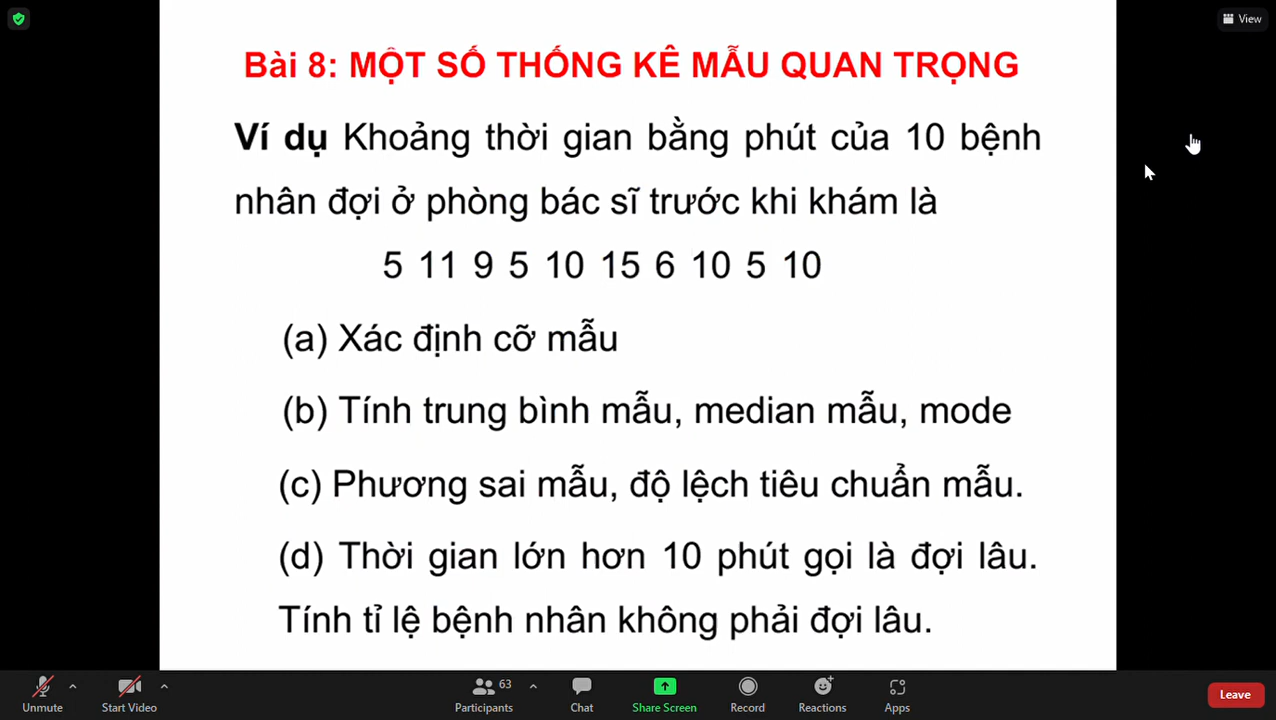 View
Bài 8: MỘT SỐ THỐNG KÊ MẪU QUAN TRỌNG
Ví dụ Khoảng thời gian bằng phút của 10 bệnh
nhân đợi ở phòng bác sĩ trước khi khám là
5 11 9 5 10 15 6 10 5 10
(a) Xác định cỡ mẫu
(b) Tính trung bình mẫu, median mẫu, mode
(c) Phương sai mẫu, độ lệch tiêu chuẩn mẫu.
(d) Thời gian lớn hơn 10 phút gọi là đợi lâu.
Tính tỉ lệ bệnh nhân không phải đợi lâu.
63
Unmute Start Video Participants Chat Share Screen Record Reactions Apps Leave